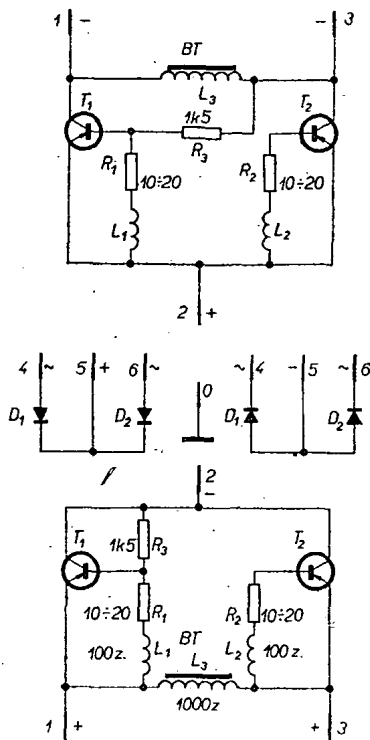 1 - - 3
BT
L3
T1 1k5 T2
R3
R1 10÷20 R2 10÷20
L1 L2
2 +
4 ~ 5 + 6 ~ 0 ~ 4 - 5 ~ 6
D1 D2 D1 D2
2
-
T1 1k5 R3 T2
10÷20 R1 R2 10÷20
BT
100z. L1 L3 L2 100z.
1000z
1 + + 3